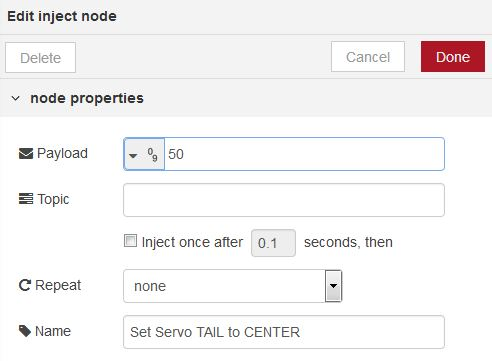 Edit inject node
Delete Cancel Done
node properties
Payload 0 9 50
Topic
Inject once after 0.1 seconds, then
Repeat none
Name Set Servo TAIL to CENTER